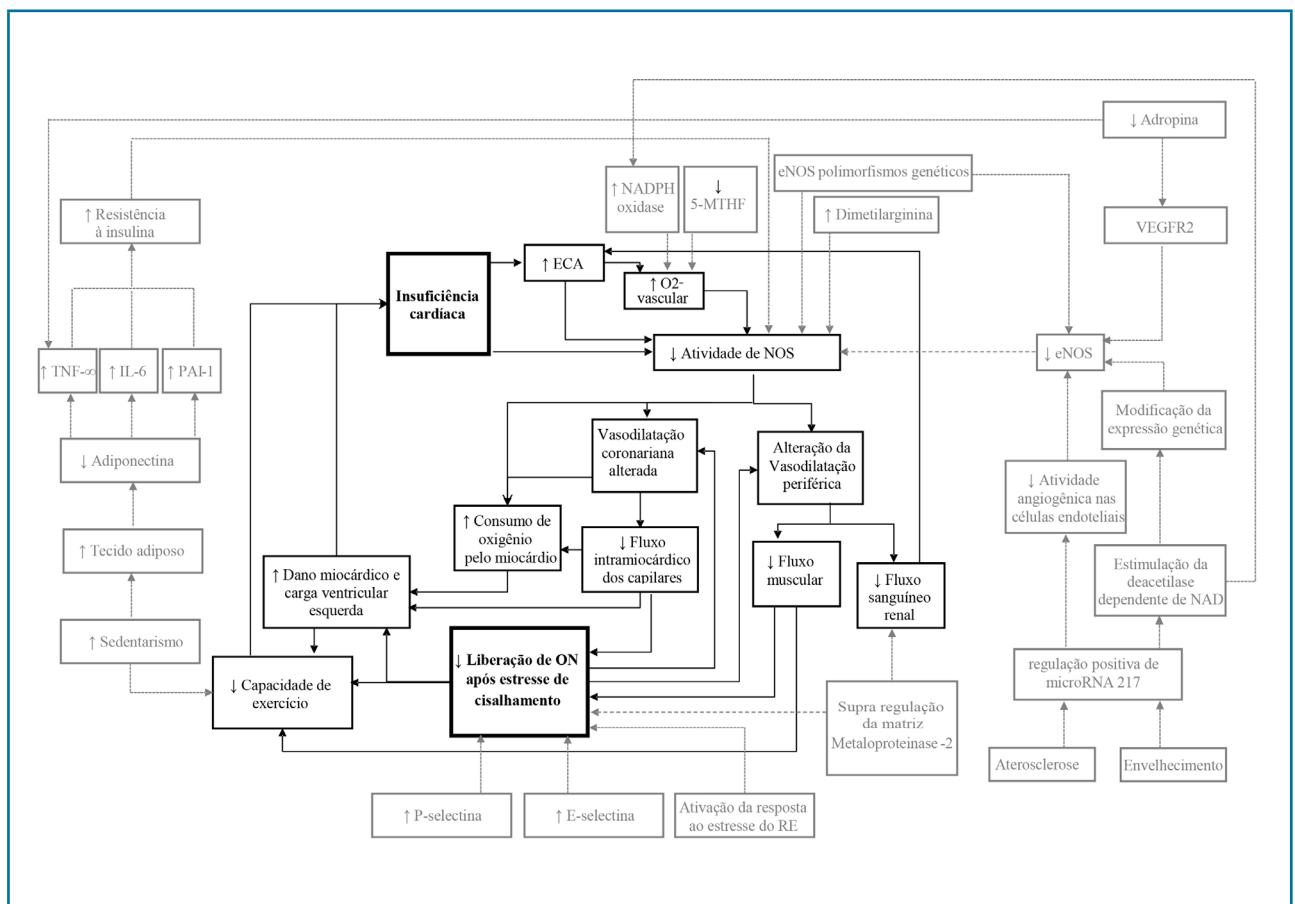 ↓ Adropina
↑ NADPH
oxidase
↓
5-MTHF
eNOS polimorfismos genéticos
↑ Dimetilarginina
↑ Resistência
à insulina
VEGFR2
Insuficiência
cardíaca
↑ ECA
↑ O2-
vascular
↓ Atividade de NOS
↓ eNOS
↑ TNF-∞
↑ IL-6
↑ PAI-1
Modificação da
expressão genética
Vasodilatação
coronariana
alterada
Alteração da
Vasodilatação
periférica
↓ Adiponectina
↓ Atividade
angiogênica nas
células endoteliais
↑ Consumo de
oxigênio
pelo miocárdio
↓ Fluxo
intramiocárdico
dos capilares
↓ Fluxo
muscular
↑ Tecido adiposo
↑ Dano miocárdico e
carga ventricular
esquerda
↓ Fluxo
sanguíneo
renal
Estimulação da
deacetilase
dependente de NAD
↑ Sedentarismo
↓ Liberação de ON
após estresse de
cisalhamento
↓ Capacidade de
exercício
regulação positiva de
microRNA 217
Supra regulação
da matriz
Metaloproteinase -2
Aterosclerose
Envelhecimento
↑ P-selectina
↑ E-selectina
Ativação da resposta
ao estresse do RE